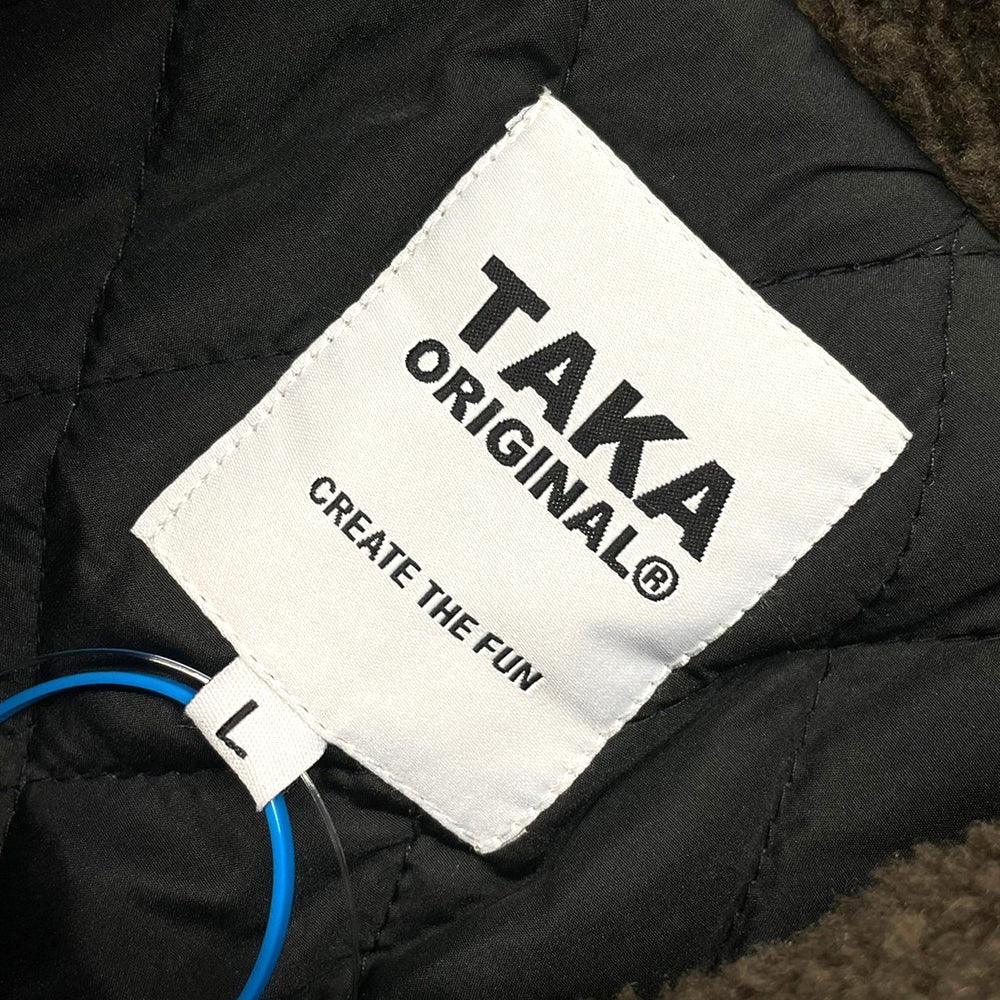 TAKA
ORIGINAL®
CREATE THE FUN
L